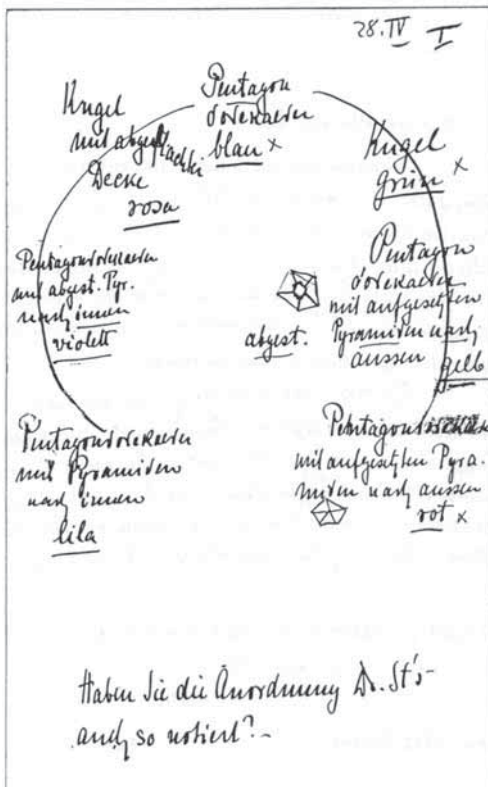 28.IV I
Pentagon
dodekaeder
blau x
Kugel
mit abgeflachter
Decke
rosa
Kugel x
grün
Pentagondodekaeder
mit abgest. Pyr.
nach innen
violett
Pentagon
dodekaeder
mit aufgesetzten
Pyramiden nach
aussen
gelb
abgest.
Pentagondodekaeder
mit Pyramiden
nach innen
lila
Pentagondodekaeder
mit aufgesetzten Pyra.
miden nach aussen
rot x
Haben Sie die Anordnung Dr. St's-
auch so notiert?-